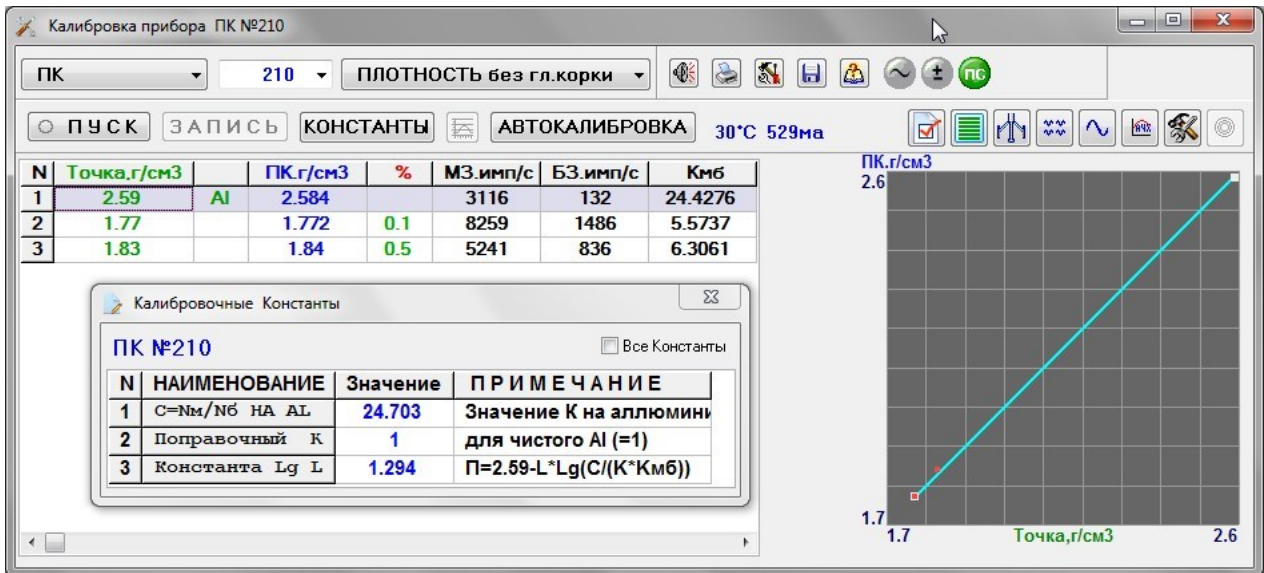 Калибровка прибора ПК №210
ПК 210 ПЛОТНОСТЬ без гл.корки ± ПС
ПУСК ЗАПИСЬ КОНСТАНТЫ АВТОКАЛИБРОВКА 30°C 529ма АЧХ
N Точка,г/см3 ПК.г/см3 % МЗ.имп/с БЗ.имп/с Кмб
1 2.59 Al 2.584 3116 132 24.4276
2 1.77 1.772 0.1 8259 1486 5.5737
3 1.83 1.84 0.5 5241 836 6.3061
Калибровочные Константы
ПК №210 Все Константы
N НАИМЕНОВАНИЕ Значение ПРИМЕЧАНИЕ
1 C=Nм/Nб НА AL 24.703 Значение К на аллюмини
2 Поправочный К 1 для чистого Al (=1)
3 Константа Lg L 1.294 П=2.59-L*Lg(C/(K*Kмб))
ПК.г/см3
2.6
1.7
1.7 Точка,г/см3 2.6